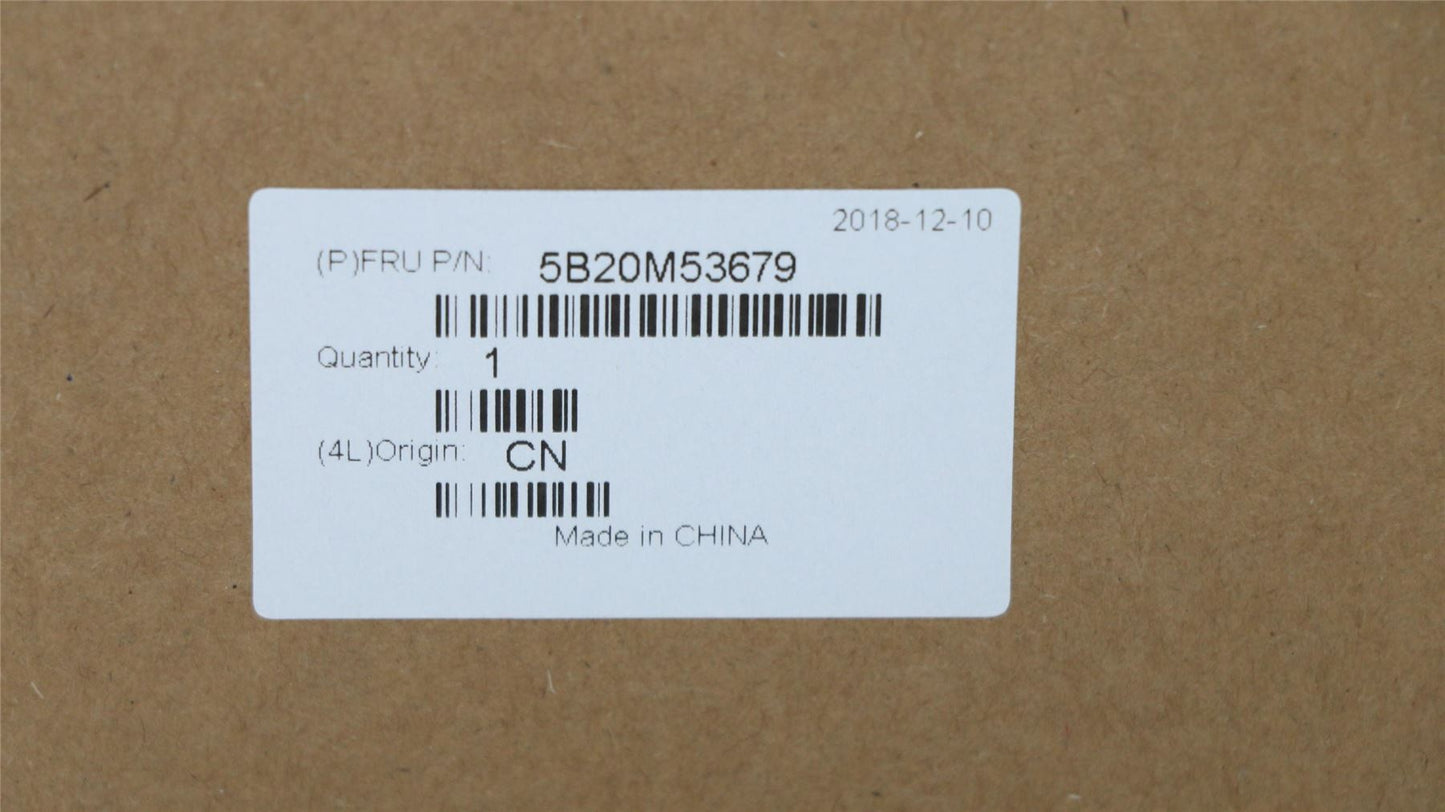 2018-12-10
(P)FRU P/N: 5B20M53679
Quantity: 1
(4L)Origin: CN
Made in CHINA